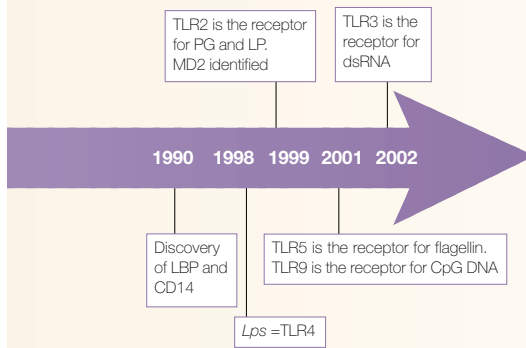 TLR2 is the receptor
for PG and LP.
MD2 identified
TLR3 is the
receptor for
dsRNA
1990 1998 1999 2001 2002
Discovery
of LBP and
CD14
TLR5 is the receptor for flagellin.
TLR9 is the receptor for CpG DNA
Lps =TLR4